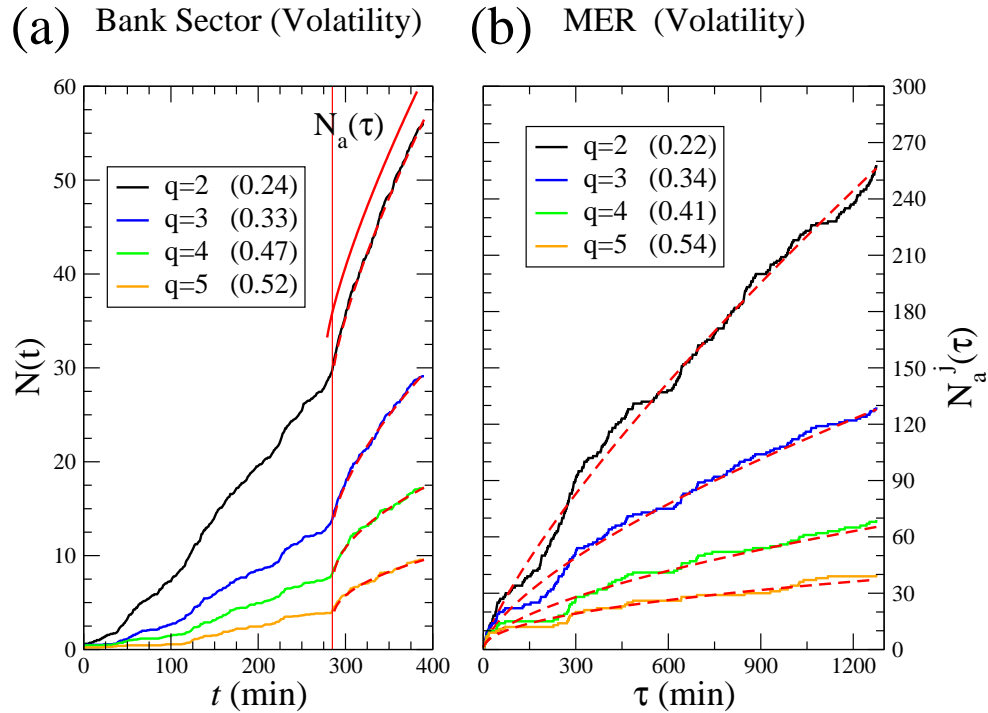 (a) Bank Sector (Volatility)
N(t)
60
50
40
30
20
10
0
N_a(τ)
q=2 (0.24)
q=3 (0.33)
q=4 (0.47)
q=5 (0.52)
0 100 200 300 400
t (min)
(b) MER (Volatility)
q=2 (0.22)
q=3 (0.34)
q=4 (0.41)
q=5 (0.54)
300
270
240
210
180
150
120
90
60
30
0
N_a^j(τ)
0 300 600 900 1200
τ (min)